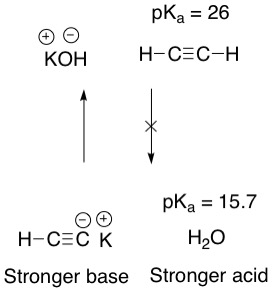 pKₐ = 26
⊕ ⊖
KOH H−C≡C−H
pKₐ = 15.7
⊖ ⊕
H−C≡C K H₂O
Stronger base Stronger acid